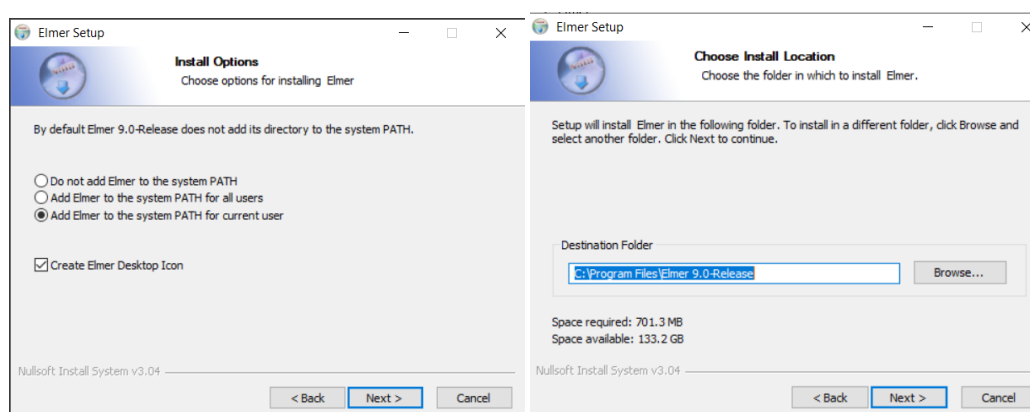 Elmer Setup
Install Options
Choose options for installing Elmer
By default Elmer 9.0-Release does not add its directory to the system PATH.
Do not add Elmer to the system PATH
Add Elmer to the system PATH for all users
Add Elmer to the system PATH for current user
Create Elmer Desktop Icon
Nullsoft Install System v3.04
< Back Next > Cancel
Elmer Setup
Choose Install Location
Choose the folder in which to install Elmer.
Setup will install Elmer in the following folder. To install in a different folder, click Browse and
select another folder. Click Next to continue.
Destination Folder
C:\Program Files\Elmer 9.0-Release
Browse...
Space required: 701.3 MB
Space available: 133.2 GB
Nullsoft Install System v3.04
< Back Next > Cancel